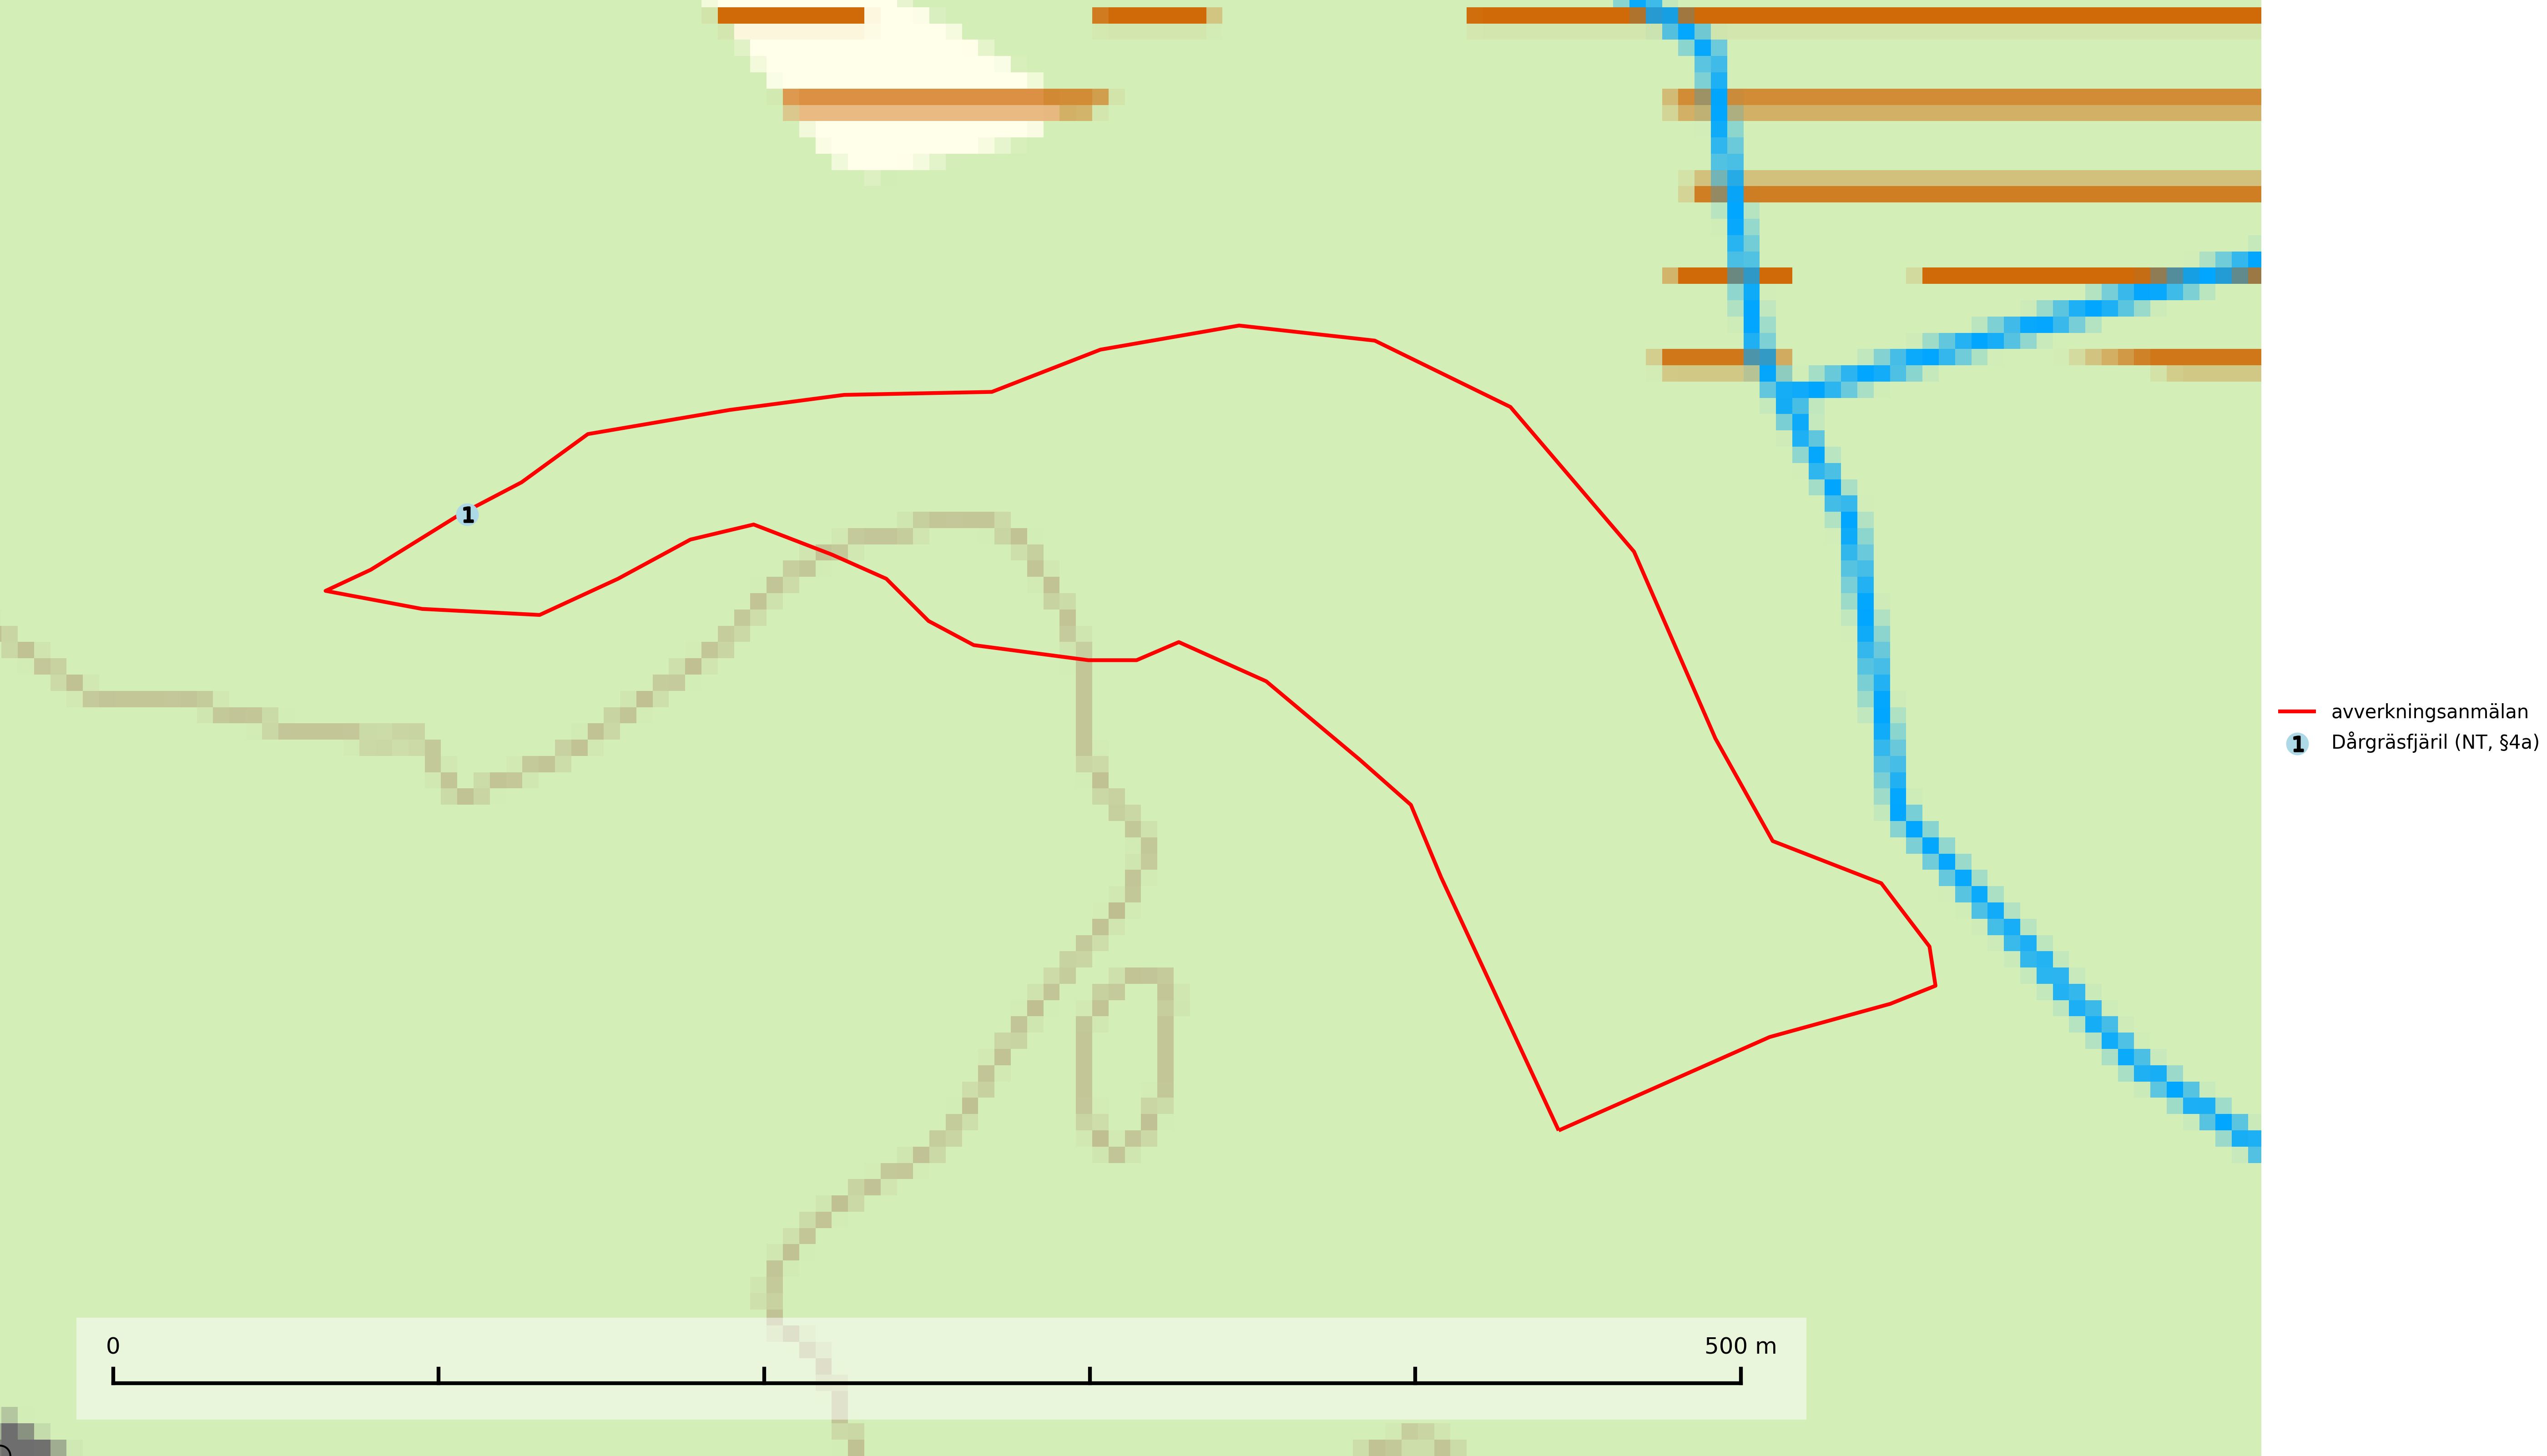 1
avverkningsanmälan
1 Dårgräsfjäril (NT, §4a)
0 500 m